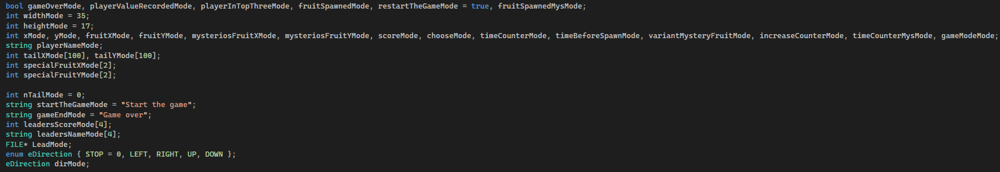 bool gameOverMode, playerValueRecordedMode, playerInTopThreeMode, fruitSpawnedMode, restartTheGameMode = true, fruitSpawnedMysMode;
int widthMode = 35;
int heightMode = 17;
int xMode, yMode, fruitXMode, fruitYMode, mysteriosFruitXMode, mysteriosFruitYMode, scoreMode, chooseMode, timeCounterMode, timeBeforeSpawnMode, variantMysteryFruitMode, increaseCounterMode, timeCounterMysMode, gameModeMode;
string playerNameMode;
int tailXMode[100], tailYMode[100];
int specialFruitXMode[2];
int specialFruitYMode[2];

int nTailMode = 0;
string startTheGameMode = "Start the game";
string gameEndMode = "Game over";
int leadersScoreMode[4];
string leadersNameMode[4];
FILE* LeadMode;
enum eDirection { STOP = 0, LEFT, RIGHT, UP, DOWN };
eDirection dirMode;